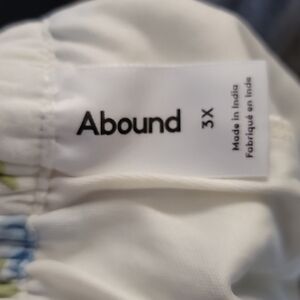 Abound
3X
Made in India
Fabriqué en Inde